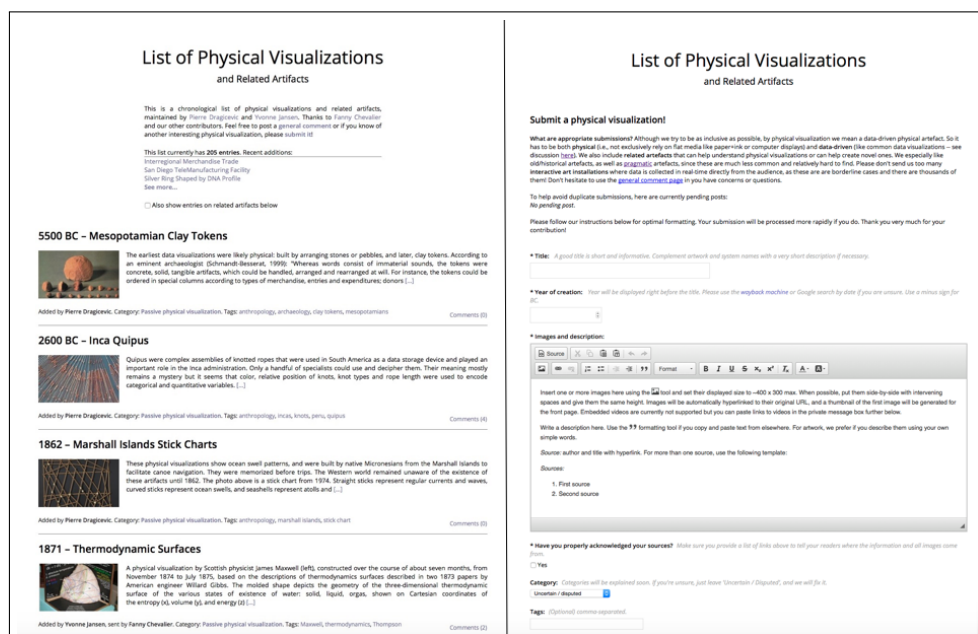 List of Physical Visualizations
and Related Artifacts
This is a chronological list of physical visualizations and related artifacts,
maintained by Pierre Dragicevic and Yvonne Jansen. Thanks to Fanny Chevalier
and our other contributors. Feel free to post a general comment or if you know of
another interesting physical visualization, please submit it!
This list currently has 205 entries. Recent additions:
Interregional Merchandise Trade
San Diego TeleManufacturing Facility
Silver Ring Shaped by DNA Profile
See more...
Also show entries on related artifacts below
5500 BC – Mesopotamian Clay Tokens
The earliest data visualizations were likely physical: built by arranging stones or pebbles, and later, clay tokens. According to
an eminent archaeologist (Schmandt-Besserat, 1999): "Whereas words consist of immaterial sounds, the tokens were
concrete, solid, tangible artifacts, which could be handled, arranged and rearranged at will. For instance, the tokens could be
ordered in special columns according to types of merchandise, entries and expenditures; donors [...]
Added by Pierre Dragicevic. Category: Passive physical visualization. Tags: anthropology, archaeology, clay tokens, mesopotamians
Comments (0)
2600 BC – Inca Quipus
Quipus were complex assemblies of knotted ropes that were used in South America as a data storage device and played an
important role in the Inca administration. Only a handful of specialists could use and decipher them. Their meaning mostly
remains a mystery but it seems that color, relative position of knots, knot types and rope length were used to encode
categorical and quantitative variables. [...]
Added by Pierre Dragicevic. Category: Passive physical visualization. Tags: anthropology, incas, knots, peru, quipus
Comments (4)
1862 – Marshall Islands Stick Charts
These physical visualizations show ocean swell patterns, and were built by native Micronesians from the Marshall Islands to
facilitate canoe navigation. They were memorized before trips. The Western world remained unaware of the existence of
these artifacts until 1862. The photo above is a stick chart from 1974. Straight sticks represent regular currents and waves,
curved sticks represent ocean swells, and seashells represent atolls and [...]
Added by Pierre Dragicevic. Category: Passive physical visualization. Tags: anthropology, marshall islands, stick chart
Comments (0)
1871 – Thermodynamic Surfaces
A physical visualization by Scottish physicist James Maxwell (left), constructed over the course of about seven months, from
November 1874 to July 1875, based on the descriptions of thermodynamic surfaces described in two 1873 papers by
American engineer Willard Gibbs. The molded shape depicts the geometry of the three-dimensional thermodynamic
surface of the various states of existence of water: solid, liquid, orgas, shown on Cartesian coordinates of
the entropy (x), volume (y), and energy (z) [...]
Added by Yvonne Jansen, sent by Fanny Chevalier. Category: Passive physical visualization. Tags: Maxwell, thermodynamics, Thompson
Comments (2)
List of Physical Visualizations
and Related Artifacts
Submit a physical visualization!
What are appropriate submissions? Although we try to be as inclusive as possible, by physical visualization we mean a data-driven physical artefact. So it
has to be both physical (i.e., not exclusively rely on flat media like paper+ink or computer displays) and data-driven (like common data visualizations – see
discussion here). We also include related artefacts that can help understand physical visualizations or can help create novel ones. We especially like
old/historical artefacts, as well as pragmatic artefacts, since these are much less common and relatively hard to find. Please don't send us too many
interactive art installations where data is collected in real-time directly from the audience, as these are are borderline cases and there are thousands of
them! Don't hesitate to use the general comment page in you have concerns or questions.
To help avoid duplicate submissions, here are currently pending posts:
No pending post.
Please follow our instructions below for optimal formatting. Your submission will be processed more rapidly if you do. Thank you very much for your
contribution!
* Title: A good title is short and informative. Complement artwork and system names with a very short description if necessary.
* Year of creation: Year will be displayed right before the title. Please use the wayback machine or Google search by date if you are unsure. Use a minus sign for
BC.
* Images and description:
Source
Format
B I U S x₂ x² Tx A A
Insert one or more images here using the tool and set their displayed size to ~400 x 300 max. When possible, put them side-by-side with intervening
spaces and give them the same height. Images will be automatically hyperlinked to their original URL, and a thumbnail of the first image will be generated for
the front page. Embedded videos are currently not supported but you can paste links to videos in the private message box further below.
Write a description here. Use the ❞ formatting tool if you copy and paste text from elsewhere. For artwork, we prefer if you describe them using your own
simple words.
Source: author and title with hyperlink. For more than one source, use the following template:
Sources:
1. First source
2. Second source
* Have you properly acknowledged your sources? Make sure you provide a list of links above to tell your readers where the information and all images come
from.
Yes
Category: Categories will be explained soon. If you're unsure, just leave 'Uncertain / Disputed', and we will fix it.
Uncertain / disputed
Tags: (Optional) comma-separated.